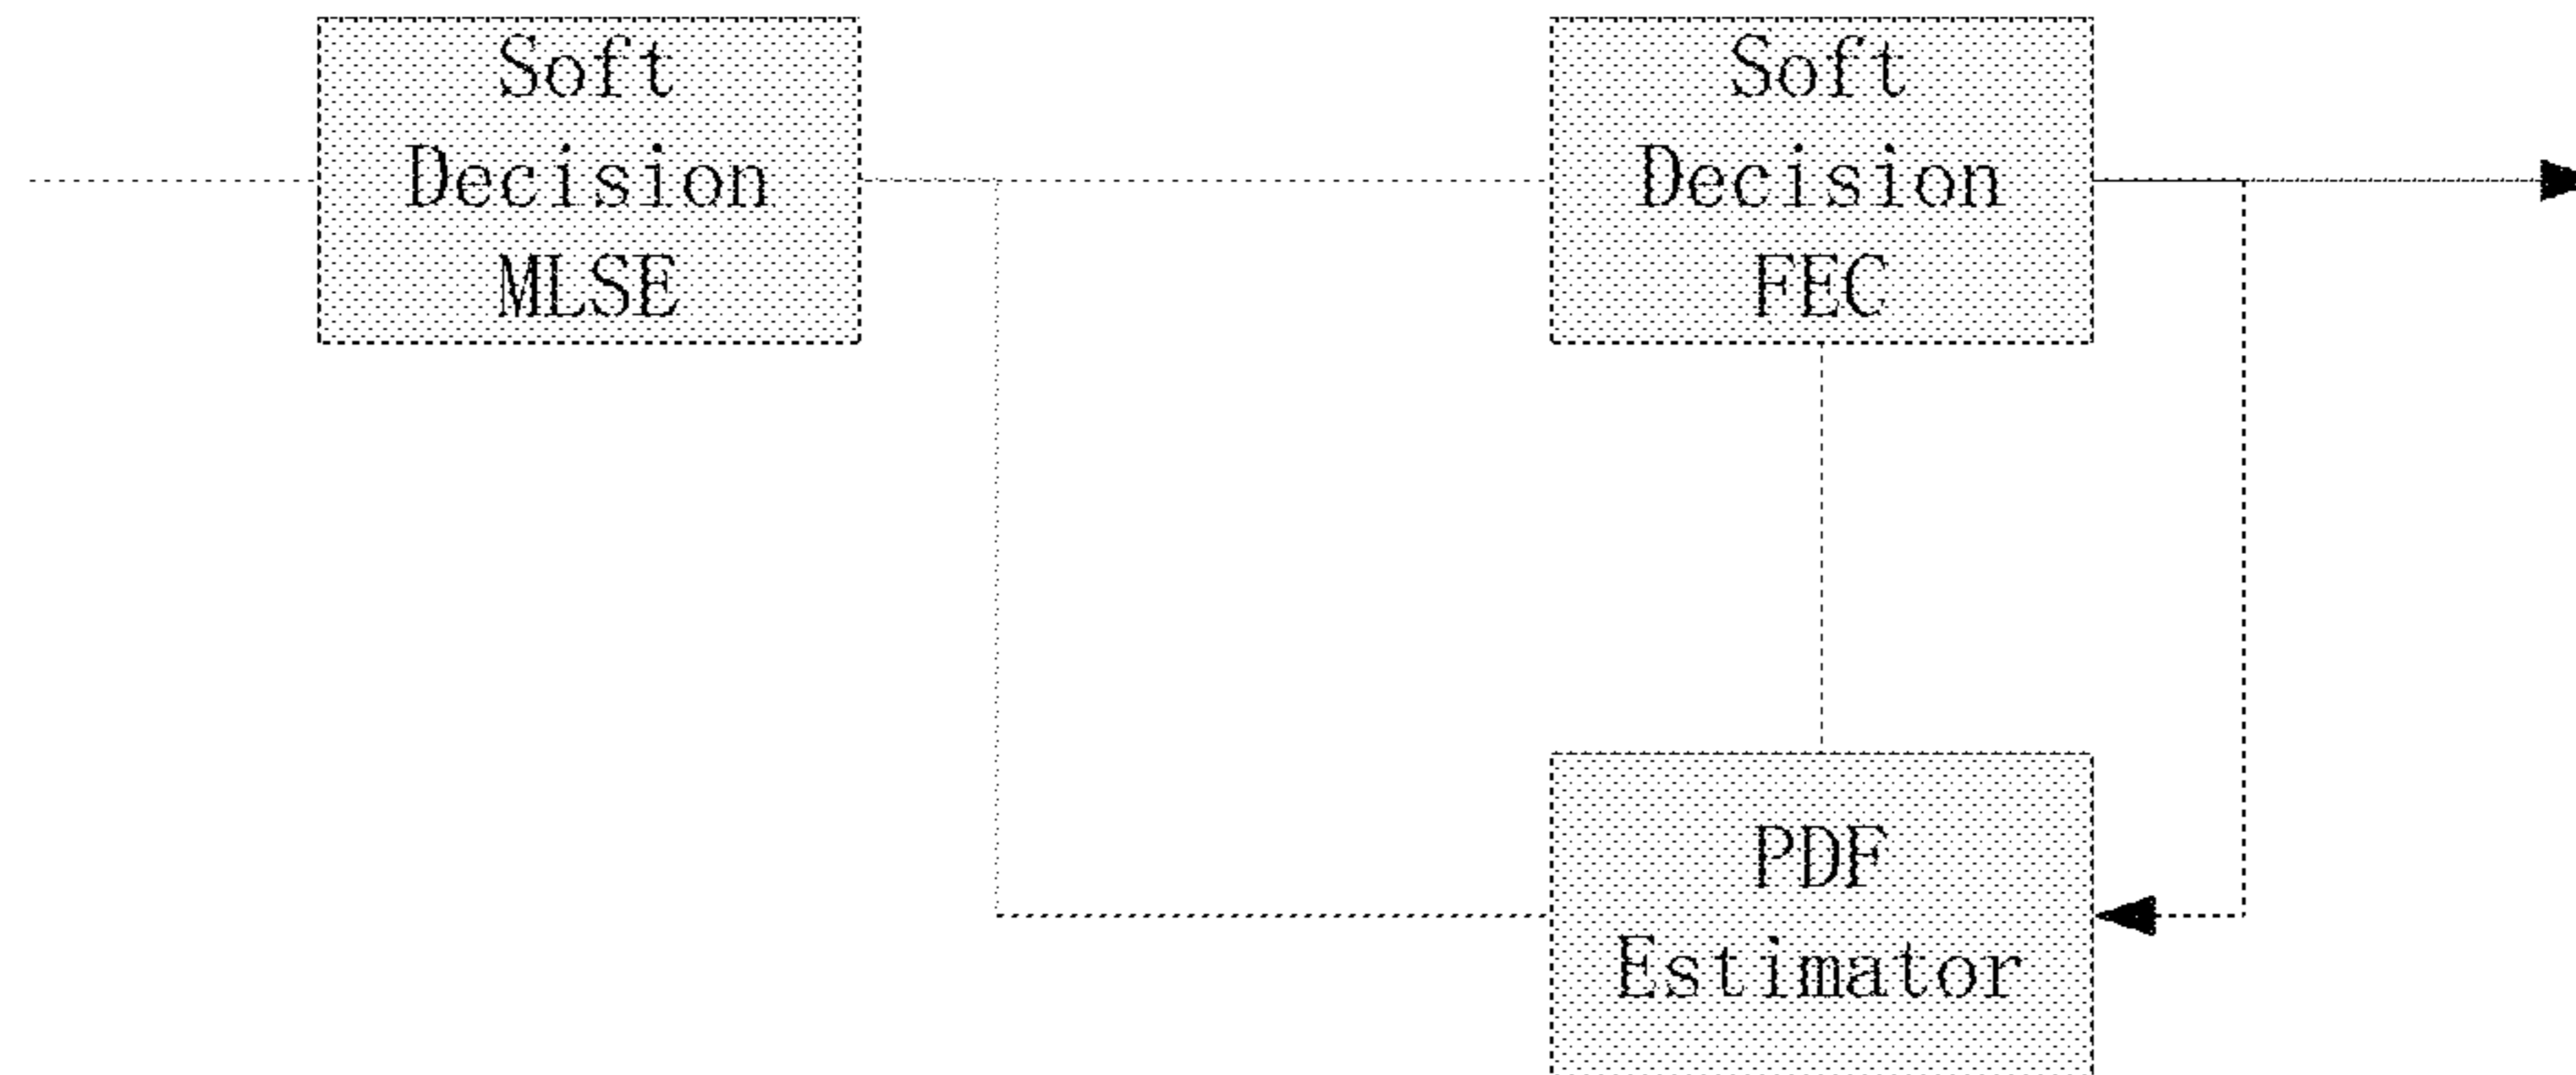 Soft
Decision
MLSE
Soft
Decision
FEC
PDF
Estimator